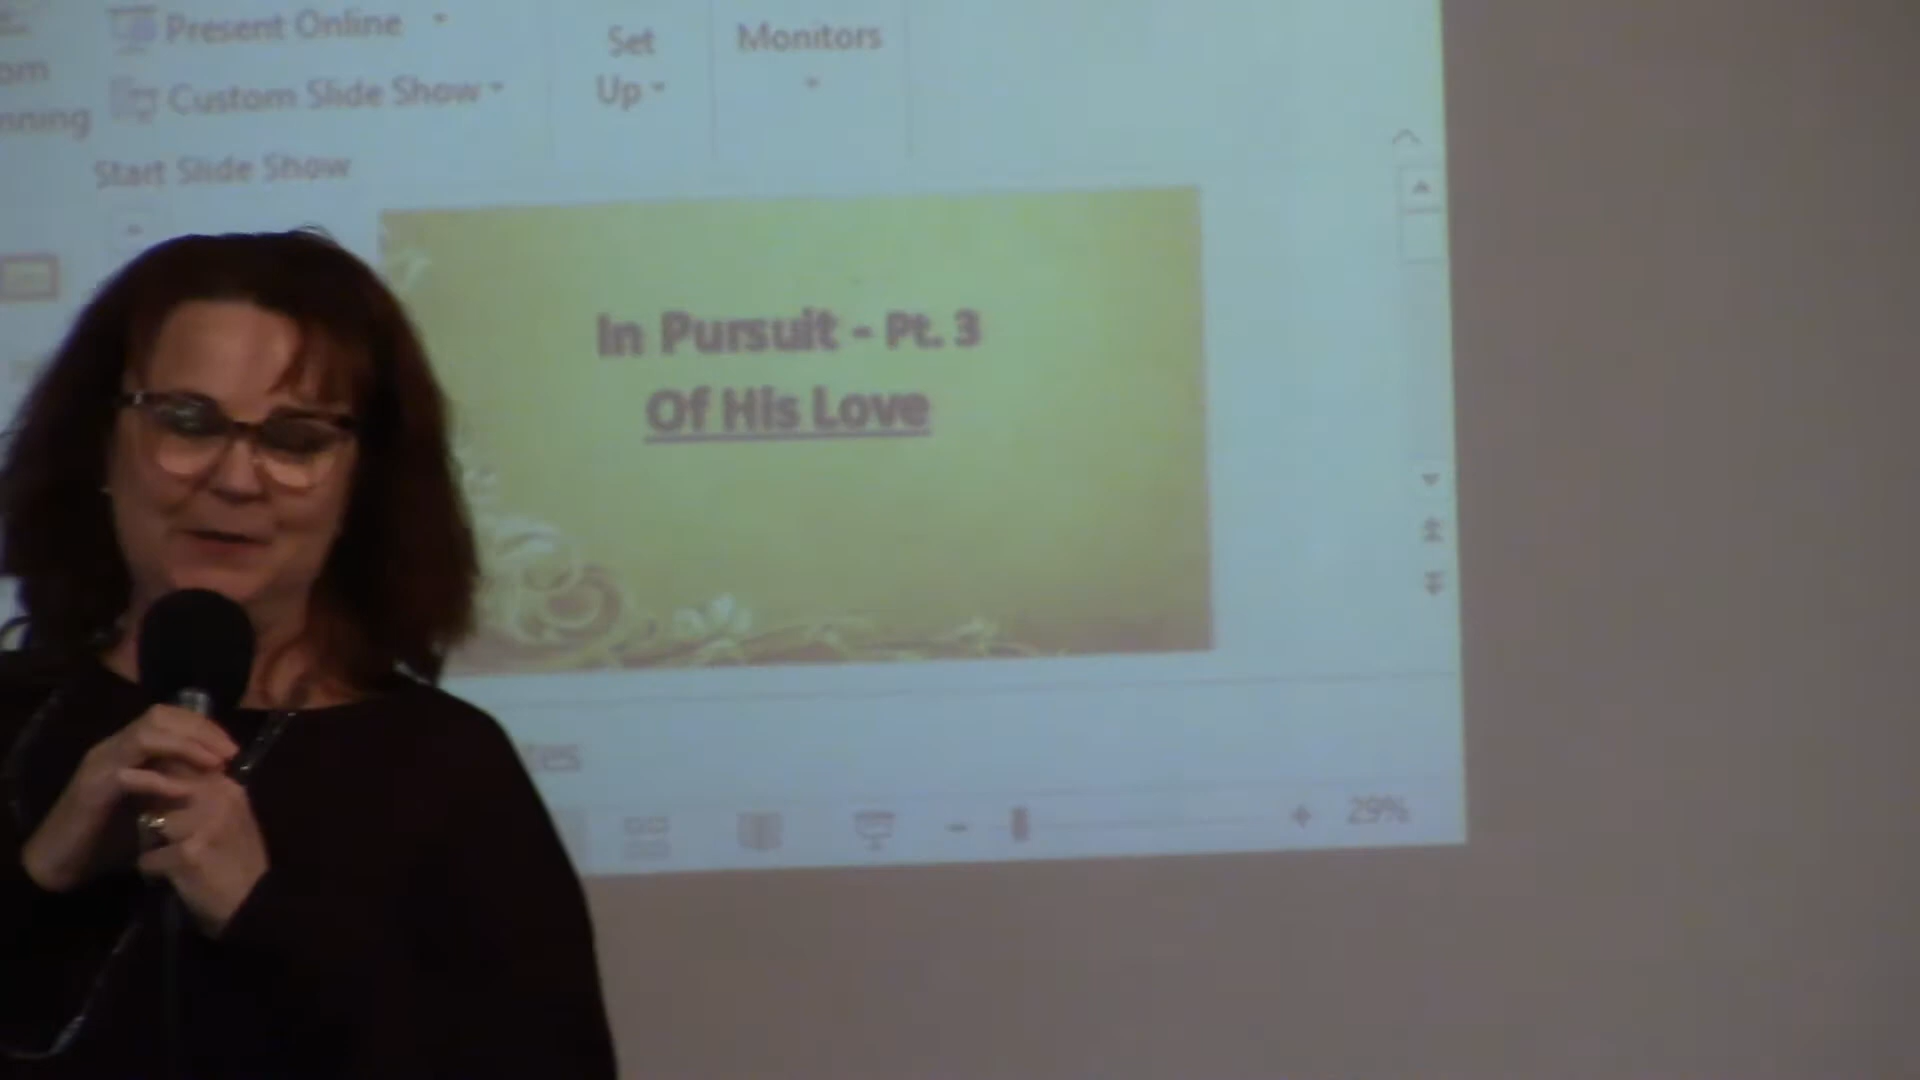 Present Online
Set
Up
Monitors
Custom Slide Show
Start Slide Show
In Pursuit - Pt. 3
Of His Love
29%